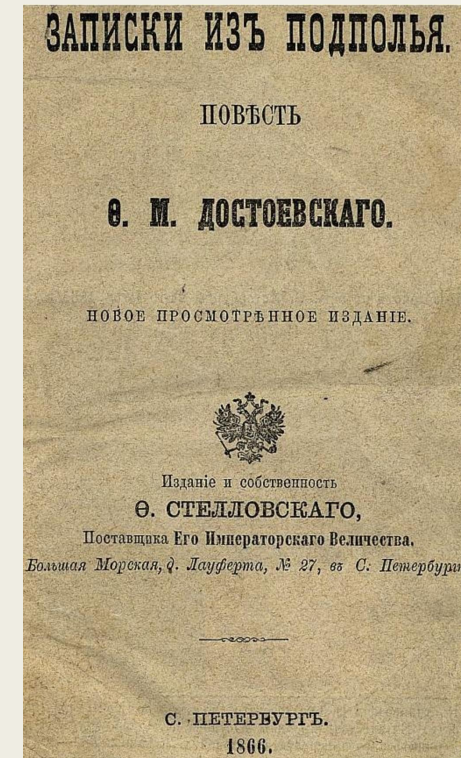 ЗАПИСКИ ИЗЪ ПОДПОЛЬЯ.
ПОВѢСТЬ
Ѳ. М. ДОСТОЕВСКАГО.
НОВОЕ ПРОСМОТРѢННОЕ ИЗДАНІЕ.
Изданіе и собственность
Ѳ. СТЕЛЛОВСКАГО,
Поставщика Его Императорскаго Величества.
Большая Морская, д. Лауферта, № 27, въ С. Петербург
С. ПЕТЕРБУРГЪ.
1866.